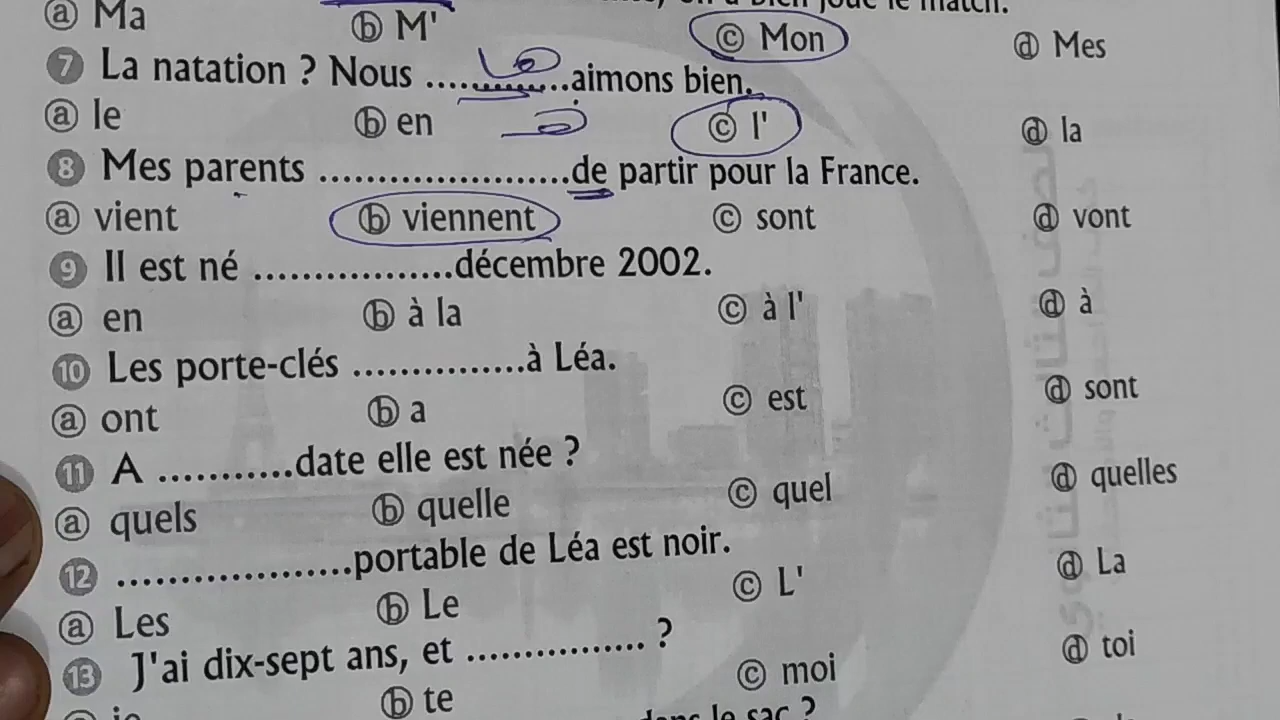 ⓐ Ma ⓑ M' ⓒ Mon ⓓ Mes
7 La natation ? Nous ..................aimons bien.
ⓐ le ⓑ en ⓒ l' ⓓ la
8 Mes parents ........................de partir pour la France.
ⓐ vient ⓑ viennent ⓒ sont ⓓ vont
9 Il est né ...................décembre 2002.
ⓐ en ⓑ à la ⓒ à l' ⓓ à
10 Les porte-clés ................à Léa.
ⓐ ont ⓑ a ⓒ est ⓓ sont
11 A ............date elle est née ?
ⓐ quels ⓑ quelle ⓒ quel ⓓ quelles
12 ......................portable de Léa est noir.
ⓐ Les ⓑ Le ⓒ L' ⓓ La
13 J'ai dix-sept ans, et ................. ?
ⓑ te ⓒ moi ⓓ toi